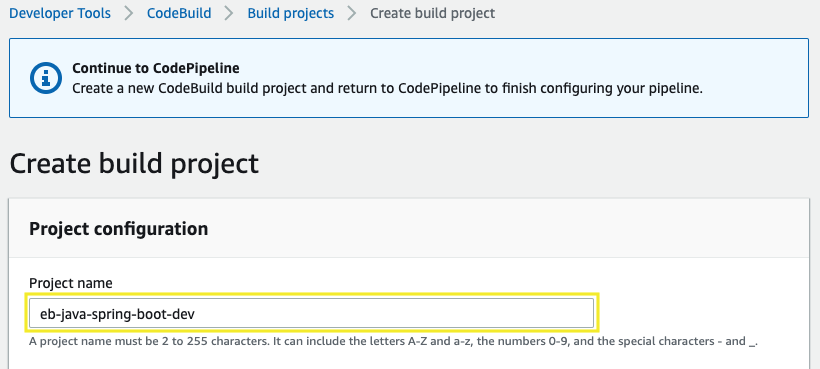 Developer Tools > CodeBuild > Build projects > Create build project
Continue to CodePipeline
Create a new CodeBuild build project and return to CodePipeline to finish configuring your pipeline.
Create build project
Project configuration
Project name
eb-java-spring-boot-dev
A project name must be 2 to 255 characters. It can include the letters A-Z and a-z, the numbers 0-9, and the special characters - and _.